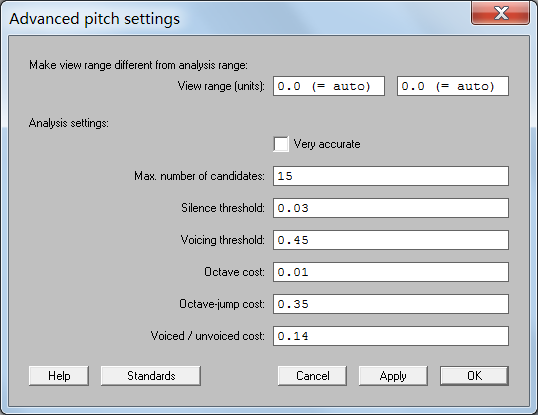 Advanced pitch settings
Make view range different from analysis range:
View range (units): 0.0 (= auto) 0.0 (= auto)
Analysis settings:
Very accurate
Max. number of candidates: 15
Silence threshold: 0.03
Voicing threshold: 0.45
Octave cost: 0.01
Octave-jump cost: 0.35
Voiced / unvoiced cost: 0.14
Help Standards Cancel Apply OK